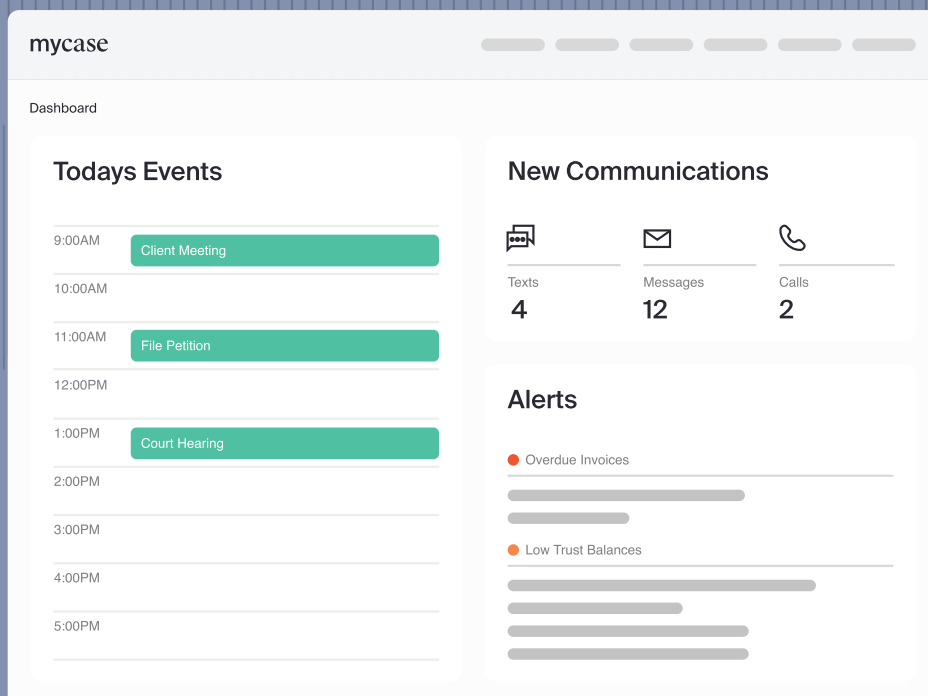 mycase
Dashboard
Todays Events
9:00AM
Client Meeting
10:00AM
11:00AM
File Petition
12:00PM
1:00PM
Court Hearing
2:00PM
3:00PM
4:00PM
5:00PM
New Communications
Texts
4
Messages
12
Calls
2
Alerts
Overdue Invoices
Low Trust Balances